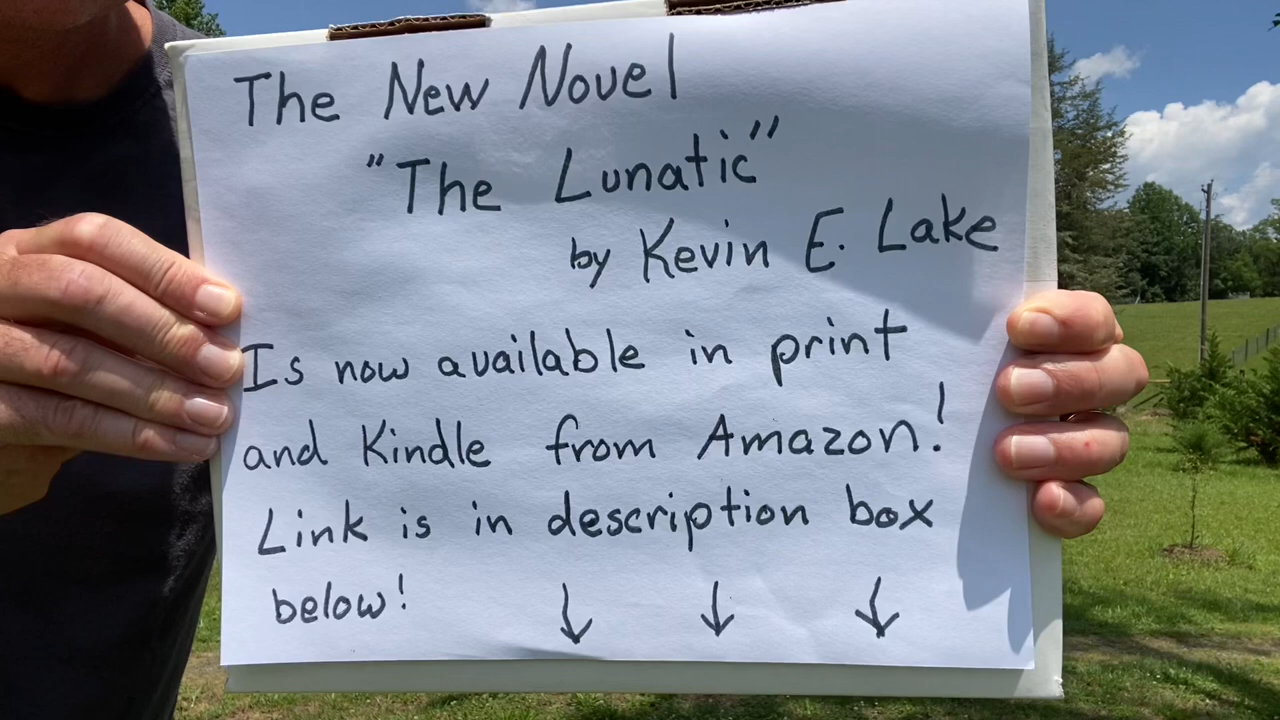 The New Novel
"The Lunatic"
by Kevin E. Lake
Is now available in print
and Kindle from Amazon!
Link is in description box
below! ↓ ↓ ↓